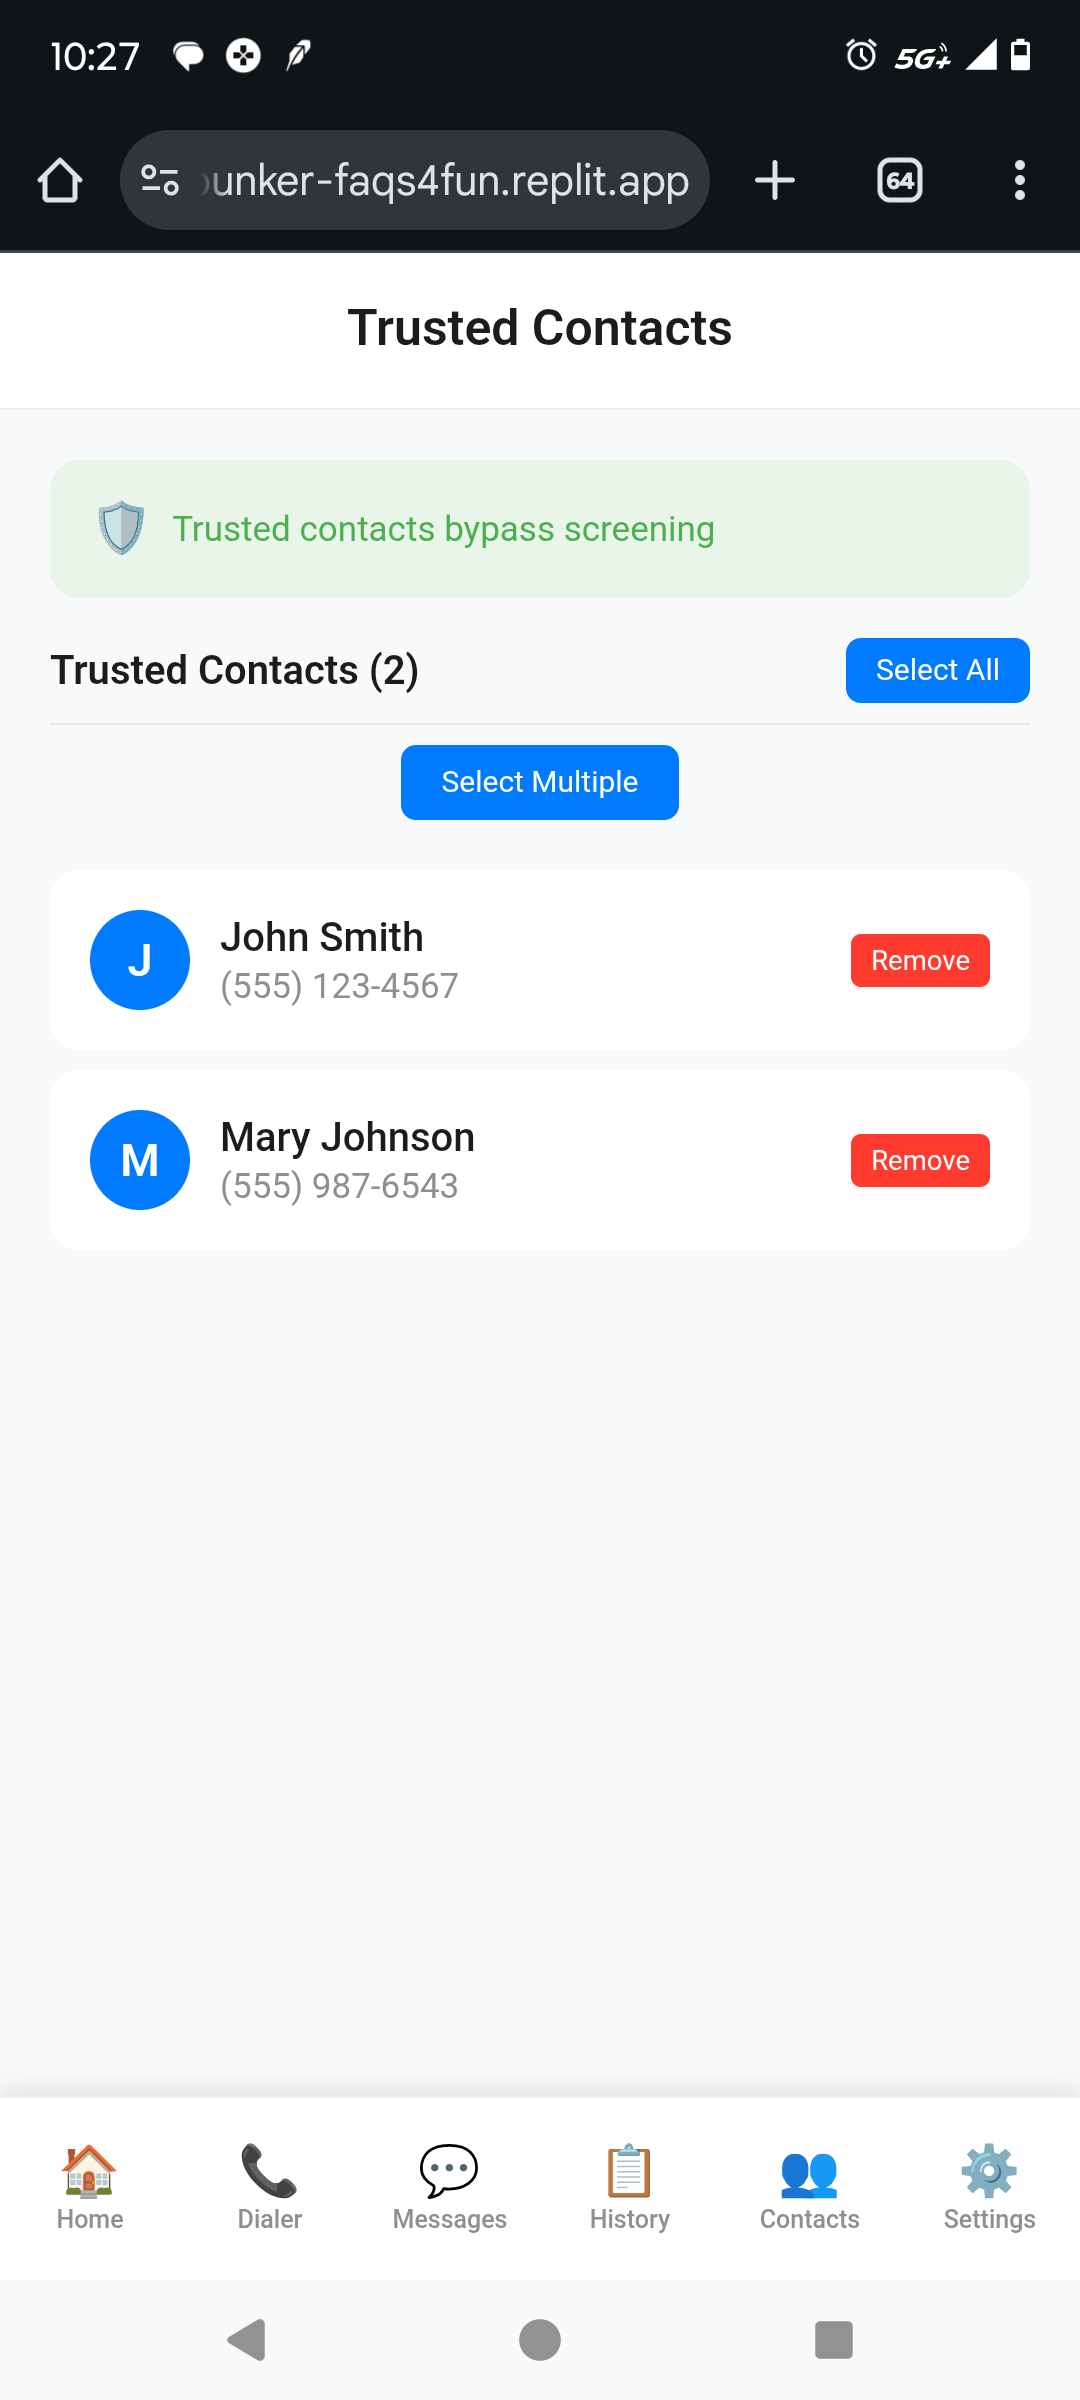 10:27
5G+
unker-faqs4fun.replit.app
64
Trusted Contacts
Trusted contacts bypass screening
Trusted Contacts (2)
Select All
Select Multiple
J
John Smith
(555) 123-4567
Remove
M
Mary Johnson
(555) 987-6543
Remove
Home
Dialer
Messages
History
Contacts
Settings